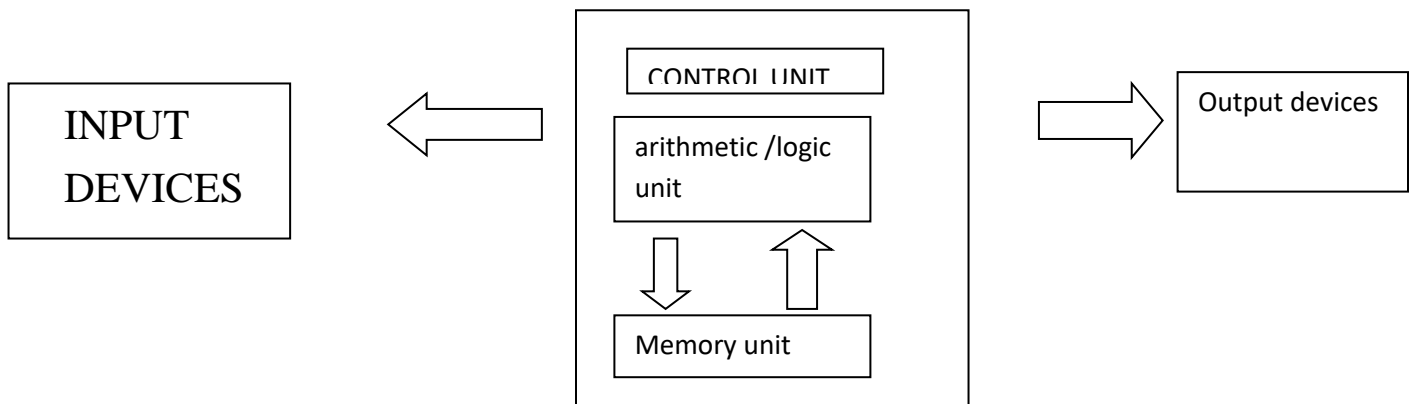 INPUT
DEVICES
CONTROL UNIT
arithmetic /logic
unit
Memory unit
Output devices